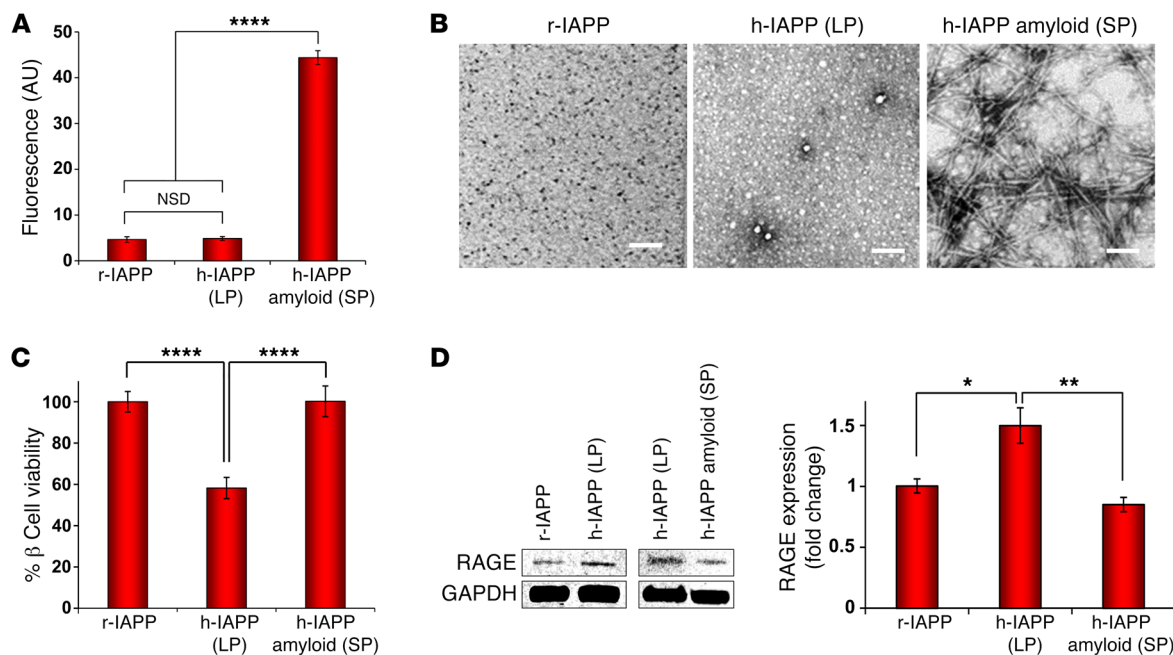 A
Fluorescence (AU)
50
40
30
20
10
0
****
NSD
r-IAPP
h-IAPP
(LP)
h-IAPP
amyloid (SP)
B
r-IAPP
h-IAPP (LP)
h-IAPP amyloid (SP)
C
% β Cell viability
100
80
60
40
20
0
**** ****
r-IAPP
h-IAPP
(LP)
h-IAPP
amyloid (SP)
D
r-IAPP
h-IAPP (LP)
h-IAPP (LP)
h-IAPP amyloid (SP)
RAGE
GAPDH
RAGE expression
(fold change)
1.5
1
0.5
0
* **
r-IAPP
h-IAPP
(LP)
h-IAPP
amyloid (SP)